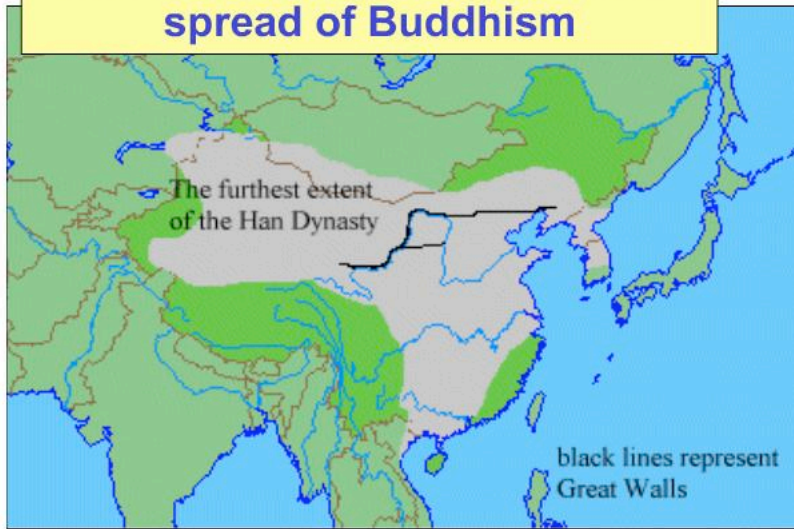 spread of Buddhism
The furthest extent
of the Han Dynasty
black lines represent
Great Walls